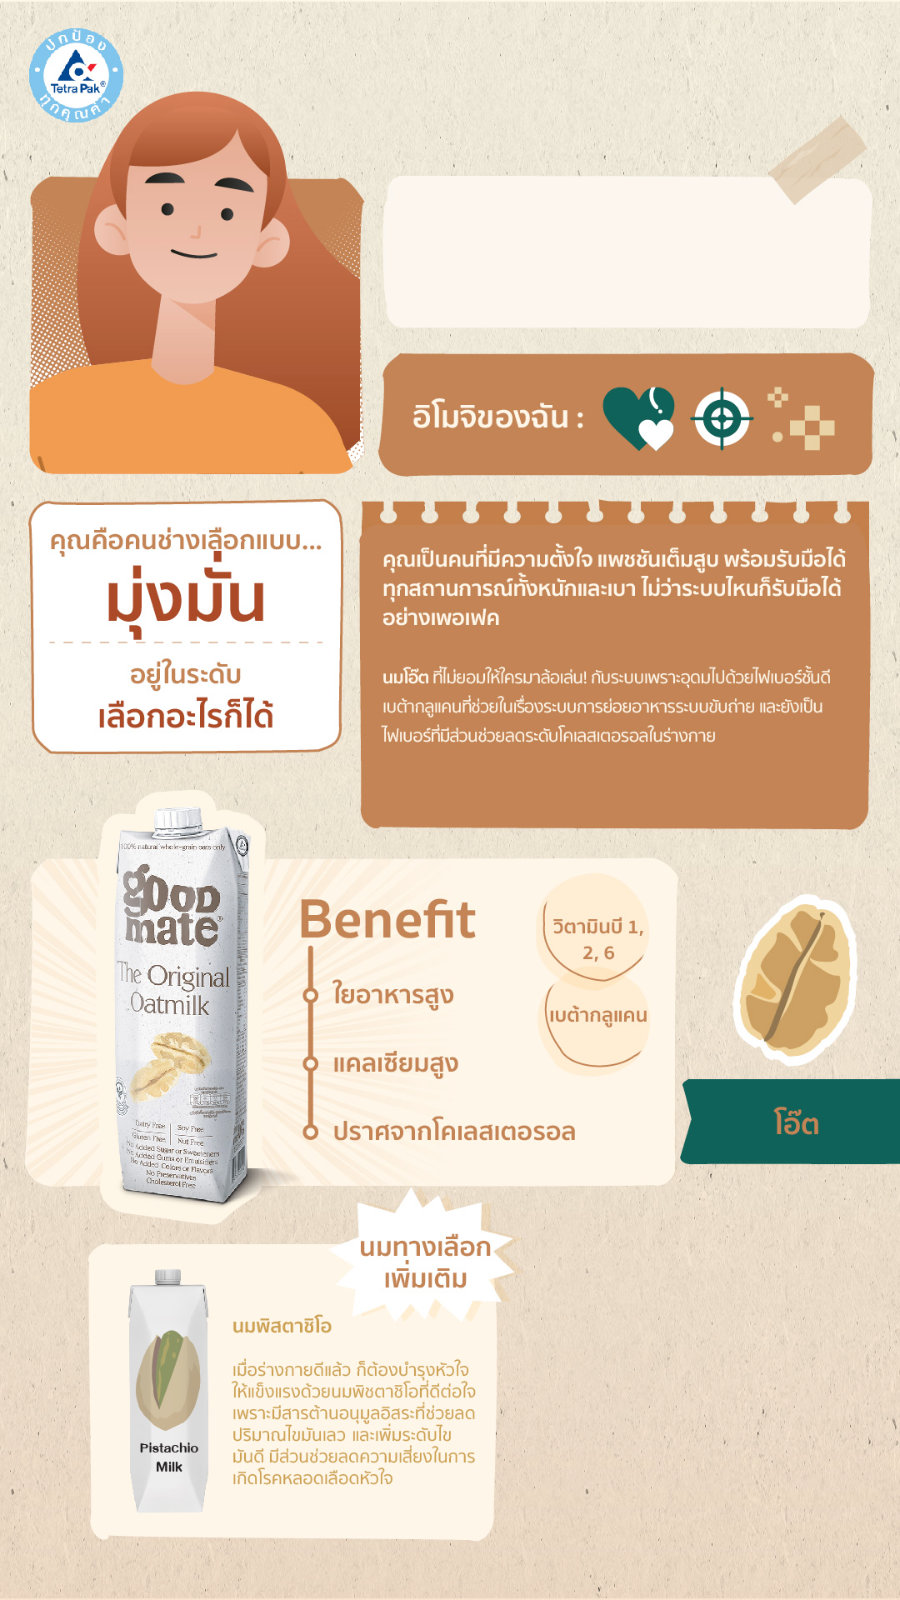 ปกป้อง
Tetra Pak®
ทุกคุณค่า
อิโมจิของฉัน :
คุณคือคนช่างเลือกแบบ...
มุ่งมั่น
อยู่ในระดับ
เลือกอะไรก็ได้
คุณเป็นคนที่มีความตั้งใจ แพชชันเต็มสูบ พร้อมรับมือได้
ทุกสถานการณ์ทั้งหนักและเบา ไม่ว่าระบบไหนก็รับมือได้
อย่างเพอเฟค
นมโอ๊ต ที่ไม่ยอมให้ใครมาล้อเล่น! กับระบบเพราะอุดมไปด้วยไฟเบอร์ชั้นดี
เบต้ากลูแคนที่ช่วยในเรื่องระบบการย่อยอาหารระบบขับถ่าย และยังเป็น
ไฟเบอร์ที่มีส่วนช่วยลดระดับโคเลสเตอรอลในร่างกาย
100% natural whole-grain oats only
gOOD
mate®
The Original
Oatmilk
Dairy Free
Soy Free
Gluten Free
Nut Free
No Added Sugar or Sweeteners
No Added Gums or Emulsifiers
No Added Colors or Flavors
No Preservatives
Cholesterol Free
Benefit
ใยอาหารสูง
แคลเซียมสูง
ปราศจากโคเลสเตอรอล
วิตามินบี 1,
2, 6
เบต้ากลูแคน
โอ๊ต
นมทางเลือก
เพิ่มเติม
Pistachio
Milk
นมพิสตาชิโอ
เมื่อร่างกายดีแล้ว ก็ต้องบำรุงหัวใจ
ให้แข็งแรงด้วยนมพิชตาชิโอที่ดีต่อใจ
เพราะมีสารต้านอนุมูลอิสระที่ช่วยลด
ปริมาณไขมันเลว และเพิ่มระดับไข
มันดี มีส่วนช่วยลดความเสี่ยงในการ
เกิดโรคหลอดเลือดหัวใจ